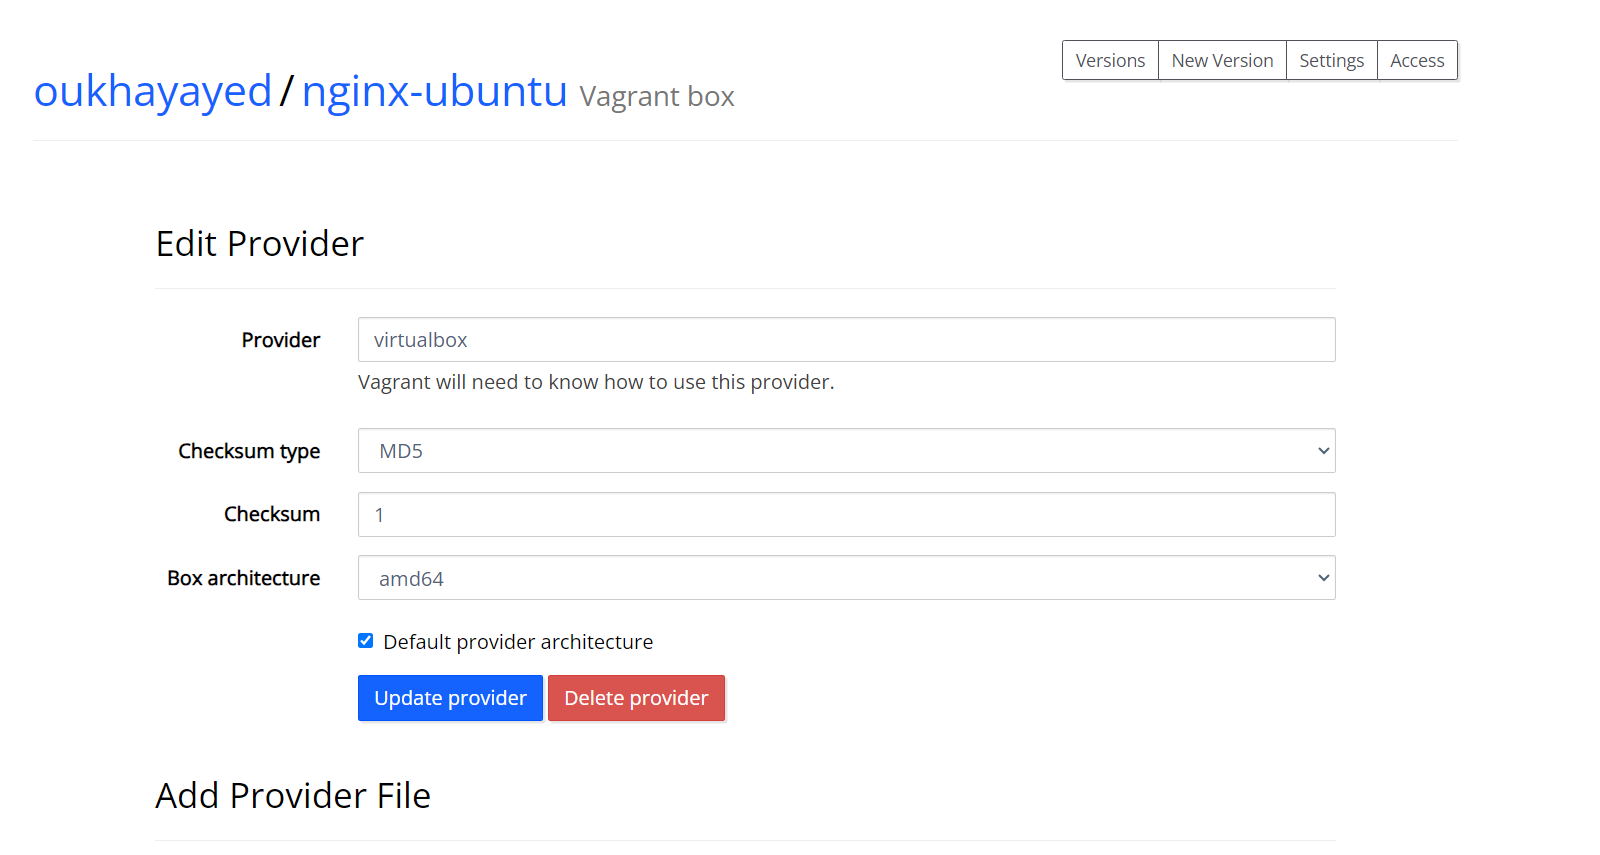 Versions New Version Settings Access
oukhayayed / nginx-ubuntu Vagrant box
Edit Provider
Provider virtualbox
Vagrant will need to know how to use this provider.
Checksum type MD5
Checksum 1
Box architecture amd64
Default provider architecture
Update provider Delete provider
Add Provider File